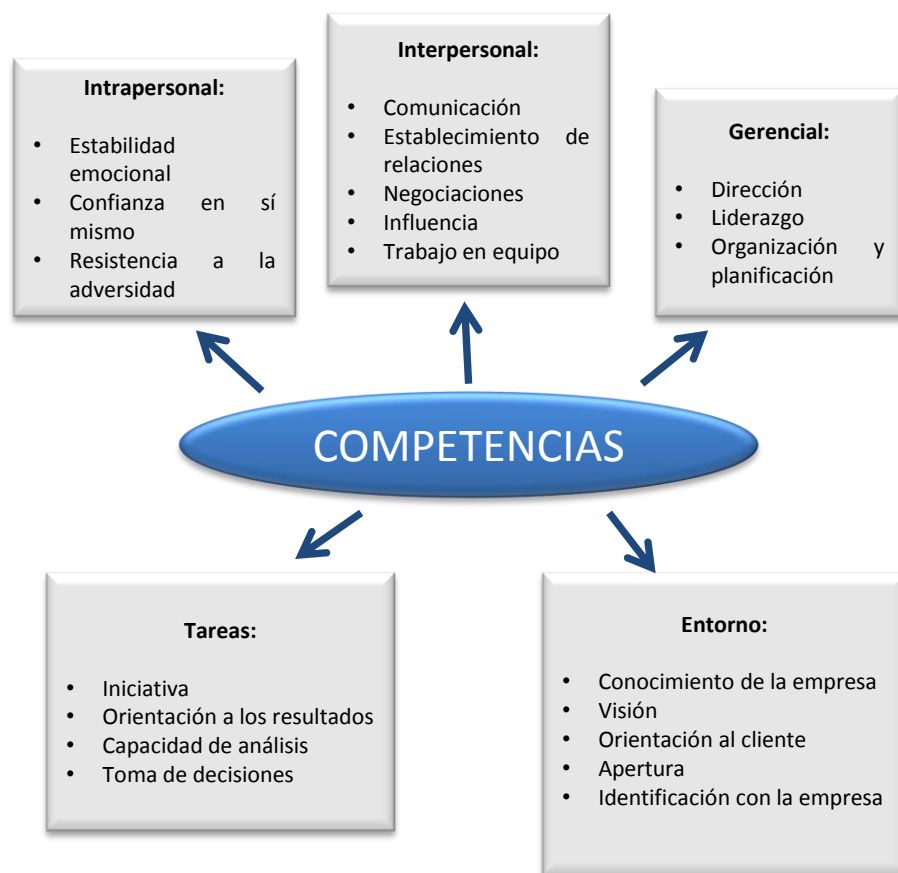 Intrapersonal:
• Estabilidad
emocional
• Confianza en sí
mismo
• Resistencia a la
adversidad
Interpersonal:
• Comunicación
• Establecimiento de
relaciones
• Negociaciones
• Influencia
• Trabajo en equipo
Gerencial:
• Dirección
• Liderazgo
• Organización y
planificación
COMPETENCIAS
Tareas:
• Iniciativa
• Orientación a los resultados
• Capacidad de análisis
• Toma de decisiones
Entorno:
• Conocimiento de la empresa
• Visión
• Orientación al cliente
• Apertura
• Identificación con la empresa